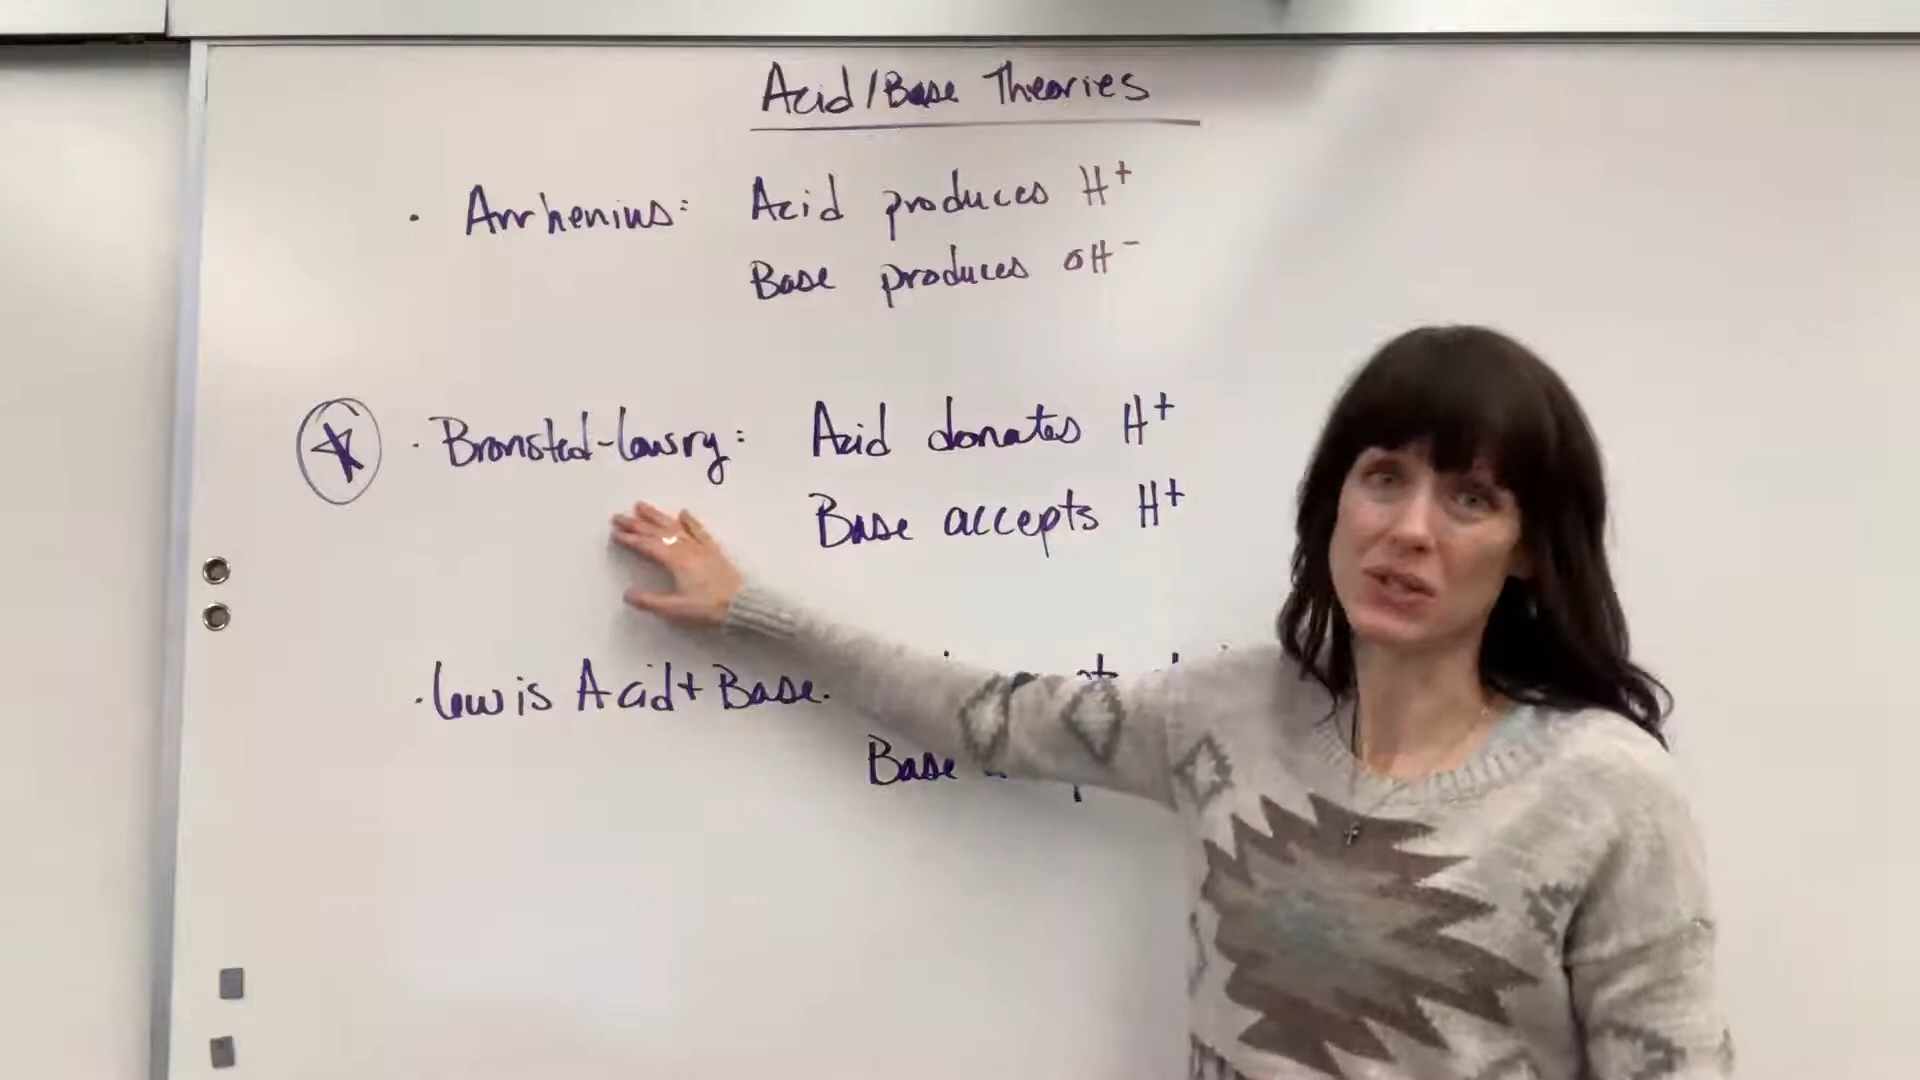 Acid/Base Theories
· Arrhenius: Acid produces H⁺
Base produces OH⁻
· Bronsted-Lowry: Acid donates H⁺
Base accepts H⁺
· Lewis Acid + Base.
Base